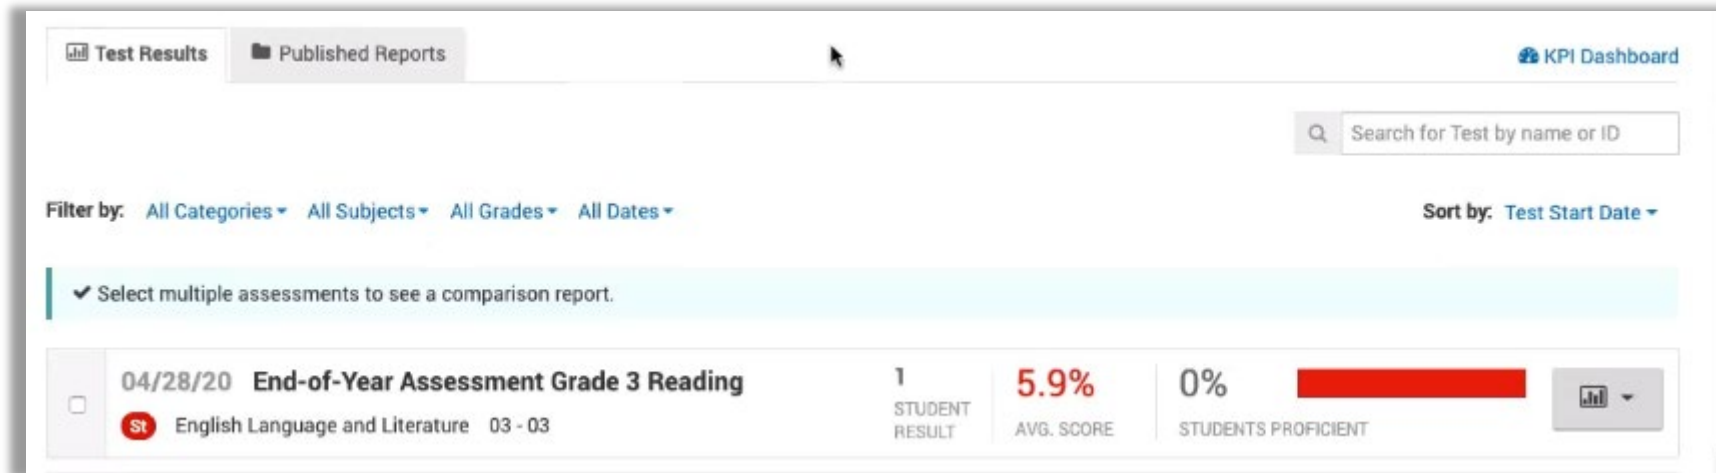 Test Results Published Reports KPI Dashboard
Search for Test by name or ID
Filter by: All Categories All Subjects All Grades All Dates Sort by: Test Start Date
Select multiple assessments to see a comparison report.
04/28/20 End-of-Year Assessment Grade 3 Reading 1 5.9% 0%
St English Language and Literature 03 - 03 STUDENT RESULT AVG. SCORE STUDENTS PROFICIENT